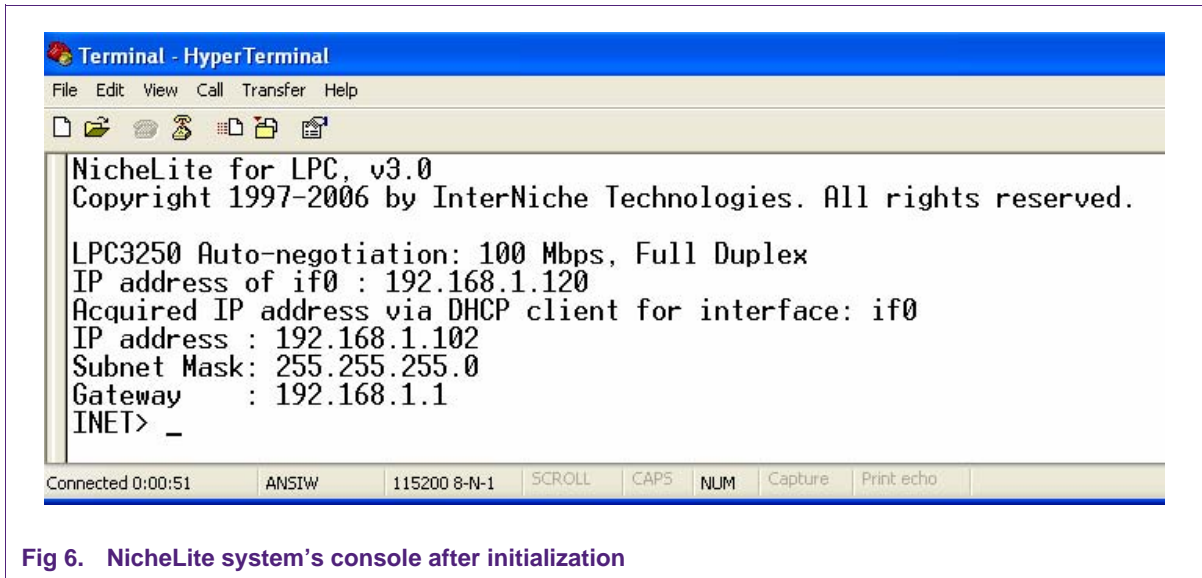 Terminal - HyperTerminal
File Edit View Call Transfer Help
NicheLite for LPC, v3.0
Copyright 1997-2006 by InterNiche Technologies. All rights reserved.
LPC3250 Auto-negotiation: 100 Mbps, Full Duplex
IP address of if0 : 192.168.1.120
Acquired IP address via DHCP client for interface: if0
IP address : 192.168.1.102
Subnet Mask: 255.255.255.0
Gateway : 192.168.1.1
INET> _
Connected 0:00:51 ANSIW 115200 8-N-1 SCROLL CAPS NUM Capture Print echo
Fig 6. NicheLite system's console after initialization